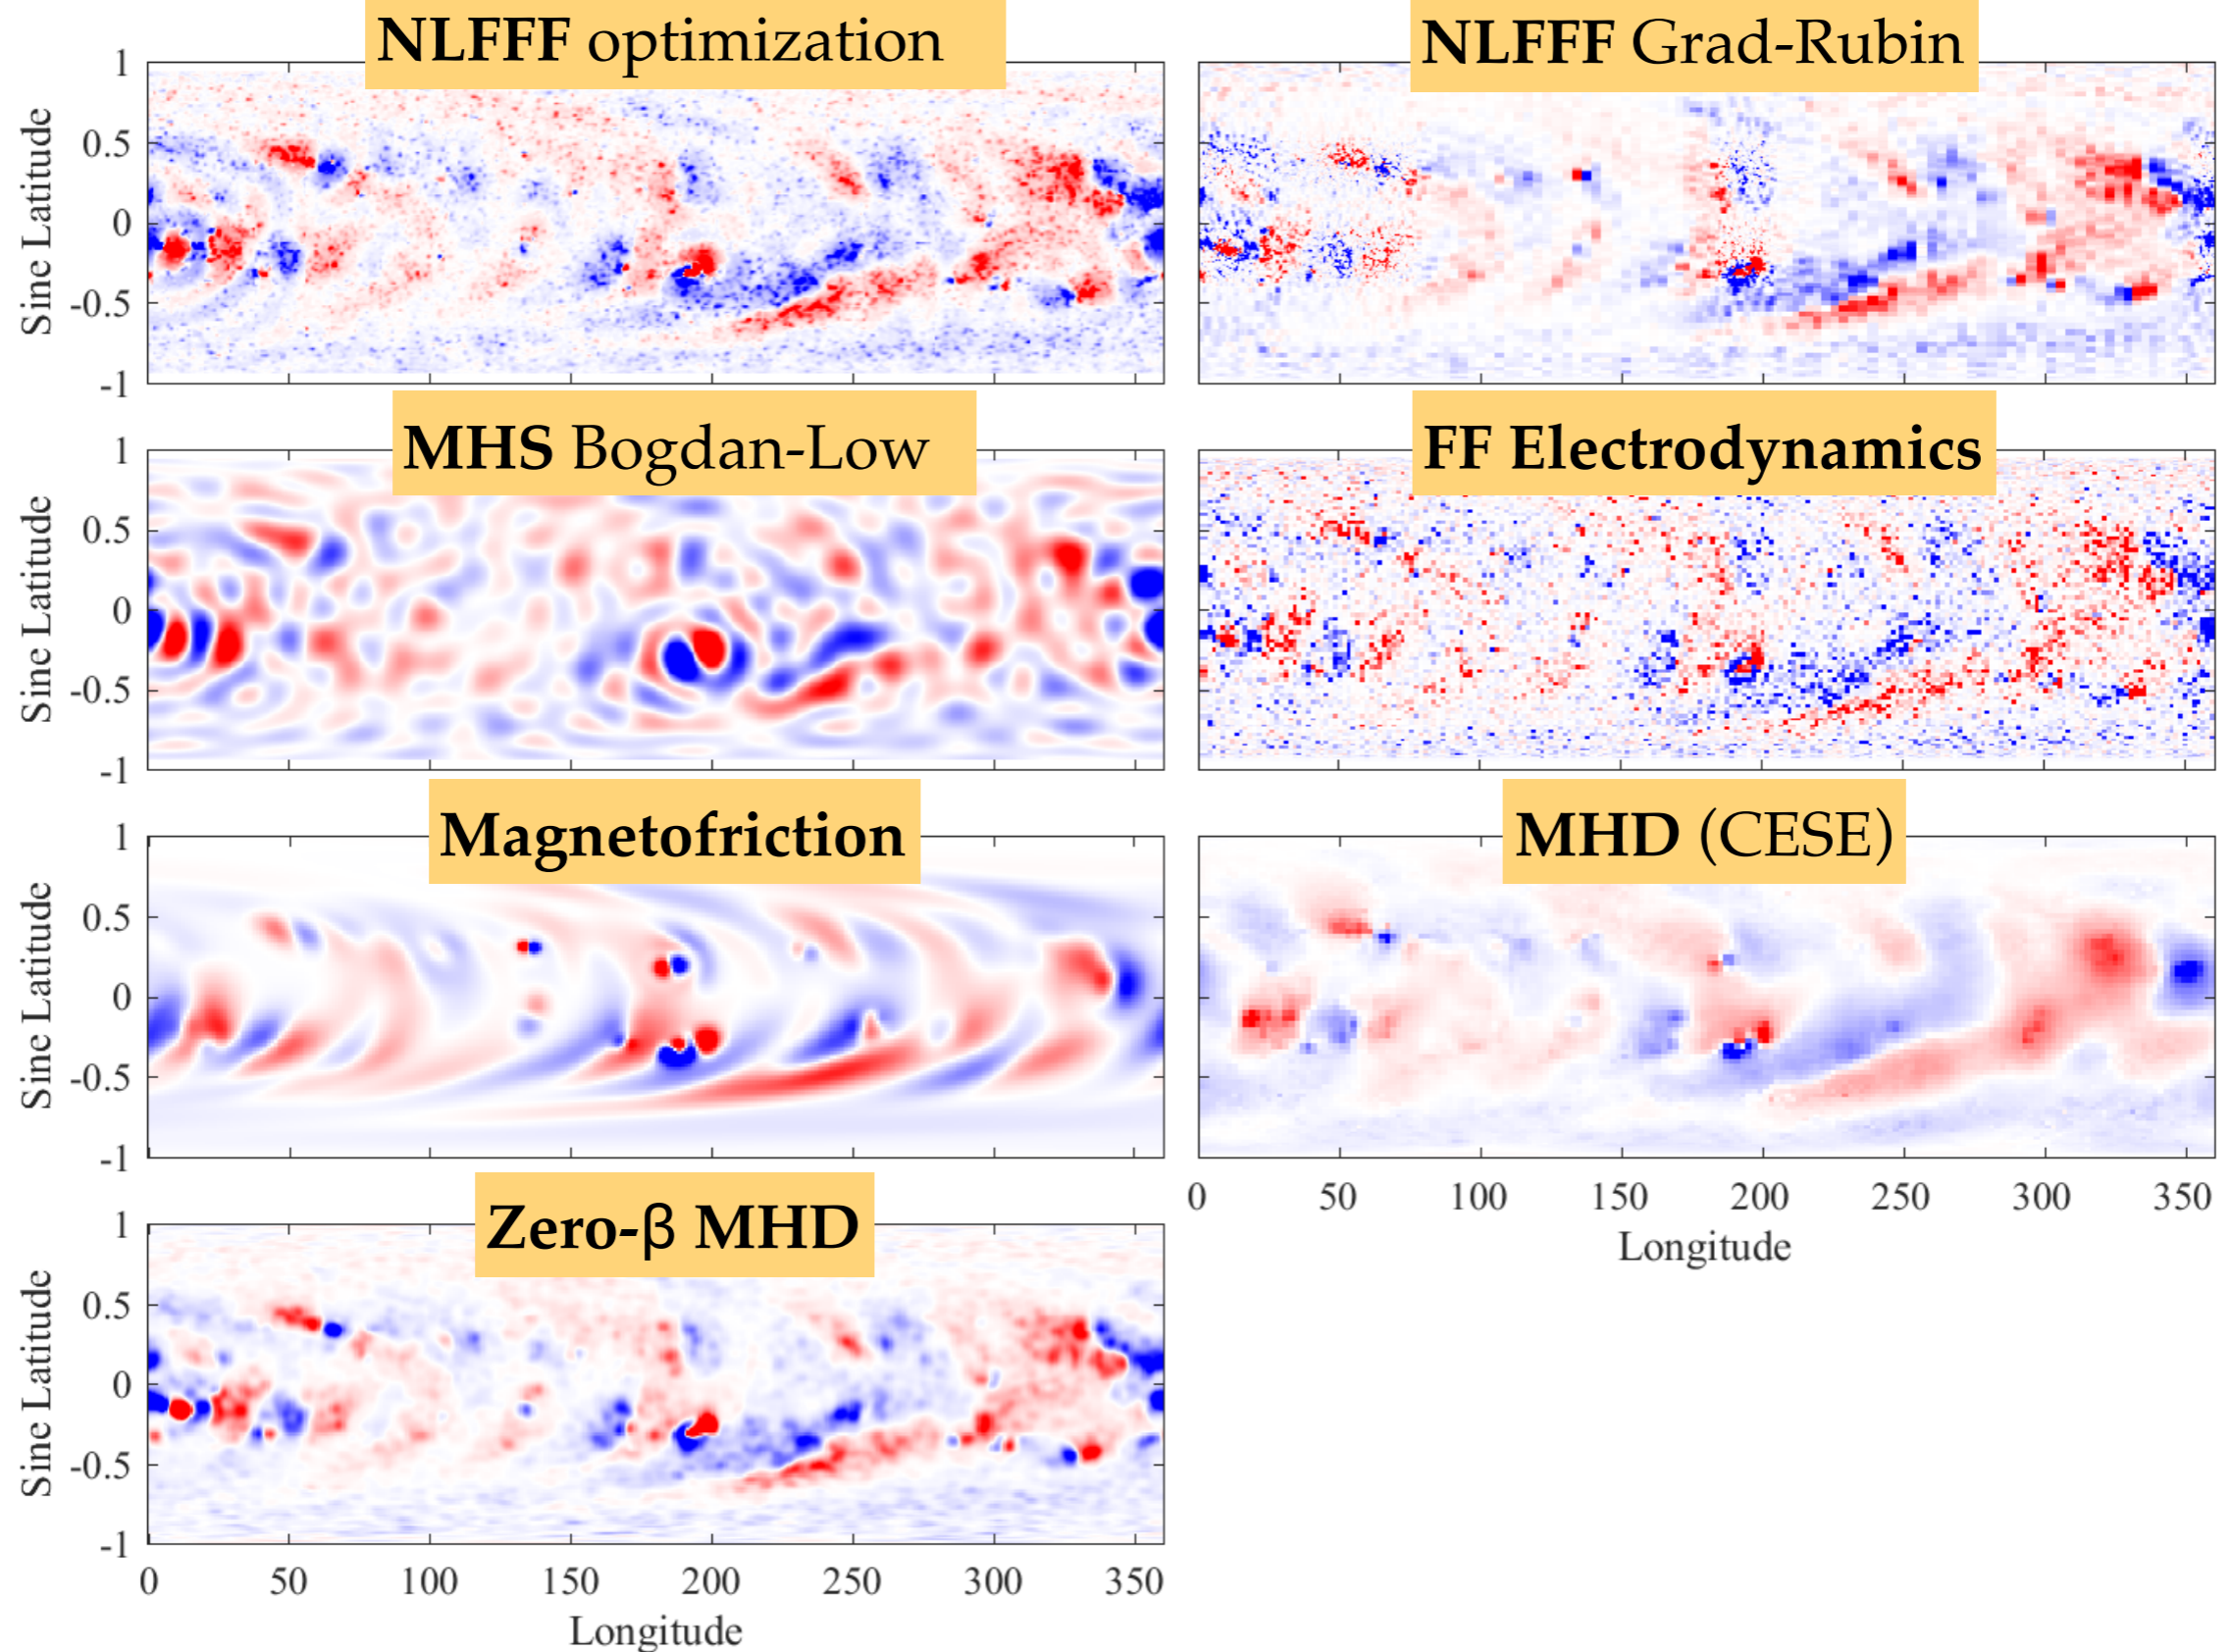 NLFFF optimization
NLFFF Grad-Rubin
1
0.5
0
-0.5
-1
Sine Latitude
MHS Bogdan-Low
FF Electrodynamics
1
0.5
0
-0.5
-1
Sine Latitude
Magnetofriction
MHD (CESE)
1
0.5
0
-0.5
-1
Sine Latitude
0 50 100 150 200 250 300 350
Longitude
Zero-β MHD
1
0.5
0
-0.5
-1
Sine Latitude
0 50 100 150 200 250 300 350
Longitude